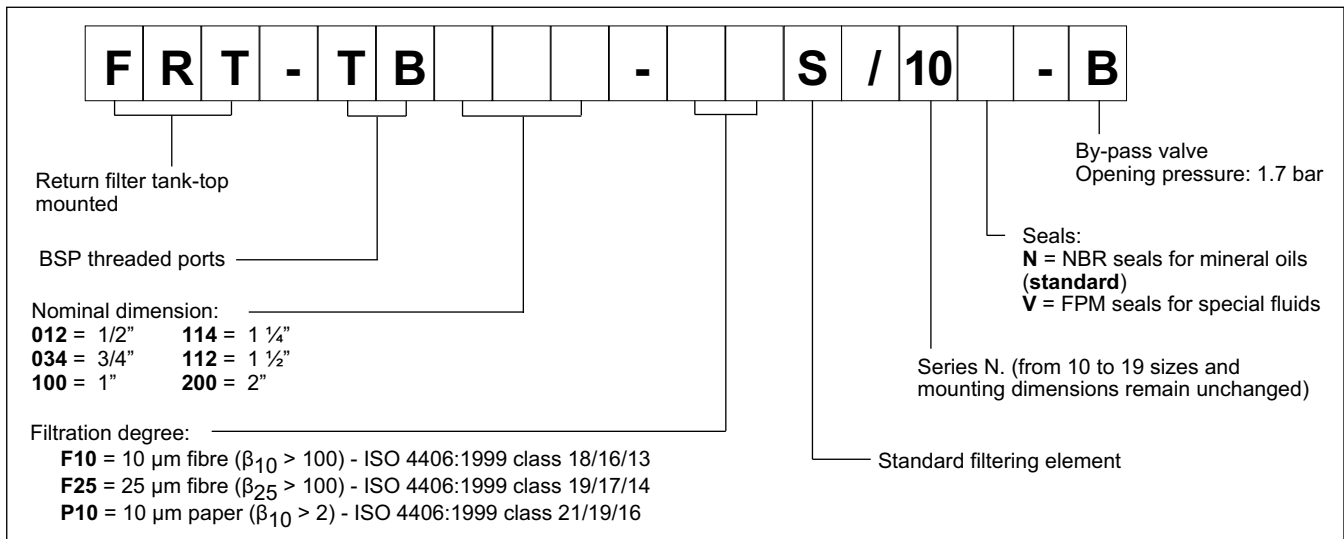 F R T - T B - S / 10 - B
Return filter tank-top
mounted
BSP threaded ports
Nominal dimension:
012 = 1/2” 114 = 1 ¼”
034 = 3/4” 112 = 1 ½”
100 = 1” 200 = 2”
Filtration degree:
F10 = 10 µm fibre (β10 > 100) - ISO 4406:1999 class 18/16/13
F25 = 25 µm fibre (β25 > 100) - ISO 4406:1999 class 19/17/14
P10 = 10 µm paper (β10 > 2) - ISO 4406:1999 class 21/19/16
By-pass valve
Opening pressure: 1.7 bar
Seals:
N = NBR seals for mineral oils
(standard)
V = FPM seals for special fluids
Series N. (from 10 to 19 sizes and
mounting dimensions remain unchanged)
Standard filtering element